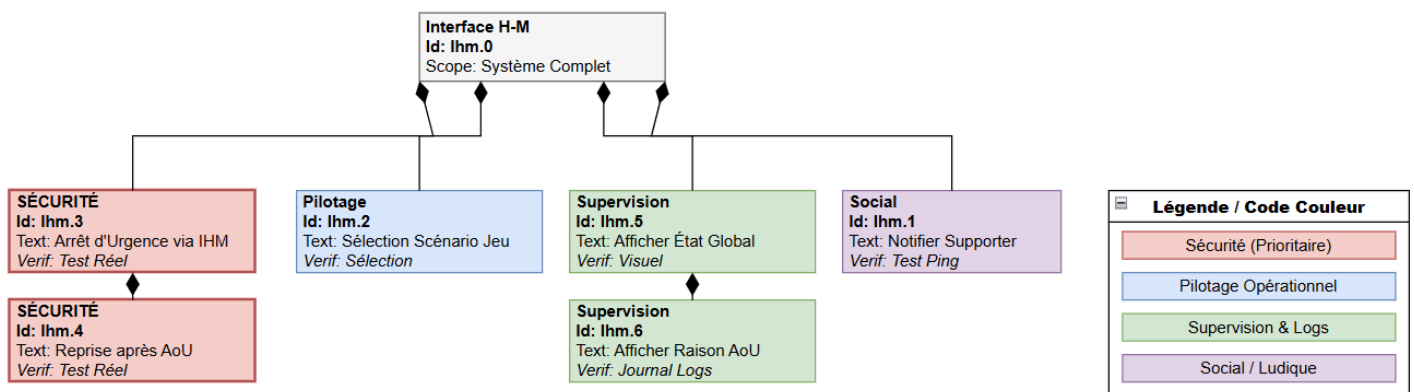 Interface H-M
Id: Ihm.0
Scope: Système Complet
SÉCURITÉ
Id: Ihm.3
Text: Arrêt d'Urgence via IHM
Verif: Test Réel
Pilotage
Id: Ihm.2
Text: Sélection Scénario Jeu
Verif: Sélection
Supervision
Id: Ihm.5
Text: Afficher État Global
Verif: Visuel
Social
Id: Ihm.1
Text: Notifier Supporter
Verif: Test Ping
SÉCURITÉ
Id: Ihm.4
Text: Reprise après AoU
Verif: Test Réel
Supervision
Id: Ihm.6
Text: Afficher Raison AoU
Verif: Journal Logs
Légende / Code Couleur
Sécurité (Prioritaire)
Pilotage Opérationnel
Supervision & Logs
Social / Ludique